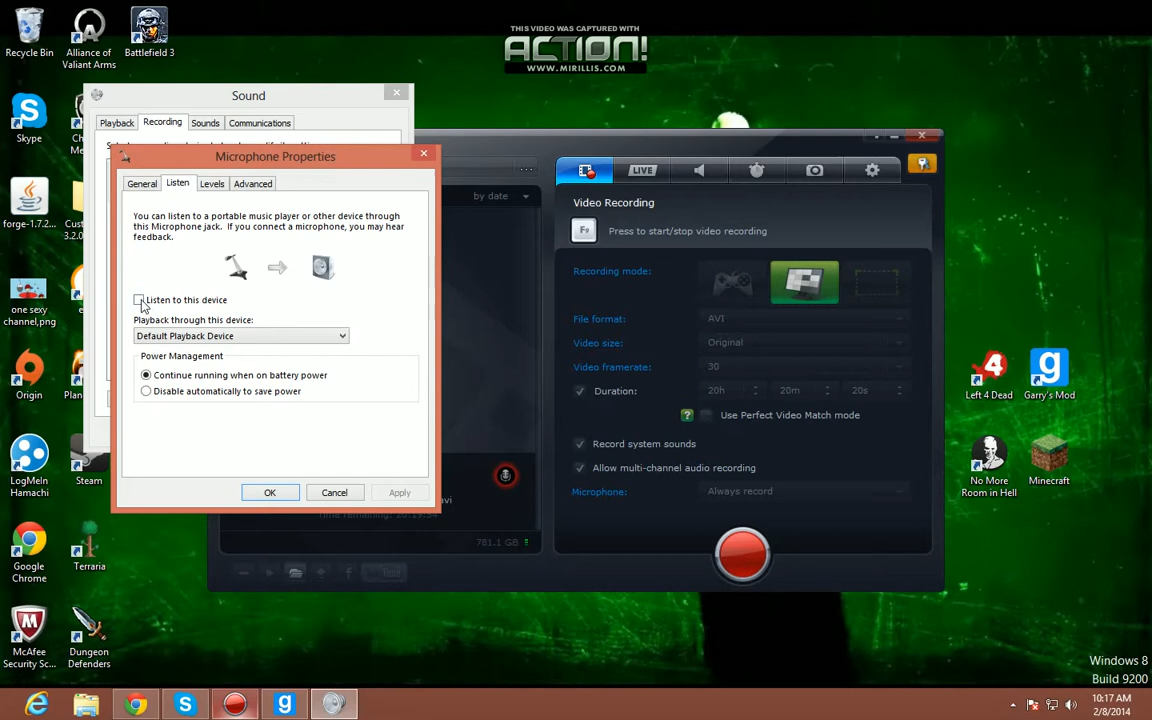 Recycle Bin
Alliance of
Valiant Arms
Battlefield 3
THIS VIDEO WAS CAPTURED WITH
ACTION!
WWW.MIRILLIS.COM
Skype
forge-1.7.2...
one sexy
channel,png
Origin
LogMeIn
Hamachi
Steam
Google
Chrome
Terraria
McAfee
Security Sc...
Dungeon
Defenders
Sound
Playback
Recording
Sounds
Communications
Microphone Properties
General
Listen
Levels
Advanced
You can listen to a portable music player or other device through
this Microphone jack. If you connect a microphone, you may hear
feedback.
Listen to this device
Playback through this device:
Default Playback Device
Power Management
Continue running when on battery power
Disable automatically to save power
OK
Cancel
Apply
by date
781.1 GB
LIVE
Video Recording
F9
Press to start/stop video recording
Recording mode:
File format:
AVI
Video size:
Original
Video framerate:
30
Duration:
20h
20m
20s
?
Use Perfect Video Match mode
Record system sounds
Allow multi-channel audio recording
Microphone:
Always record
Left 4 Dead
Garry's Mod
No More
Room in Hell
Minecraft
Windows 8
Build 9200
10:17 AM
2/8/2014